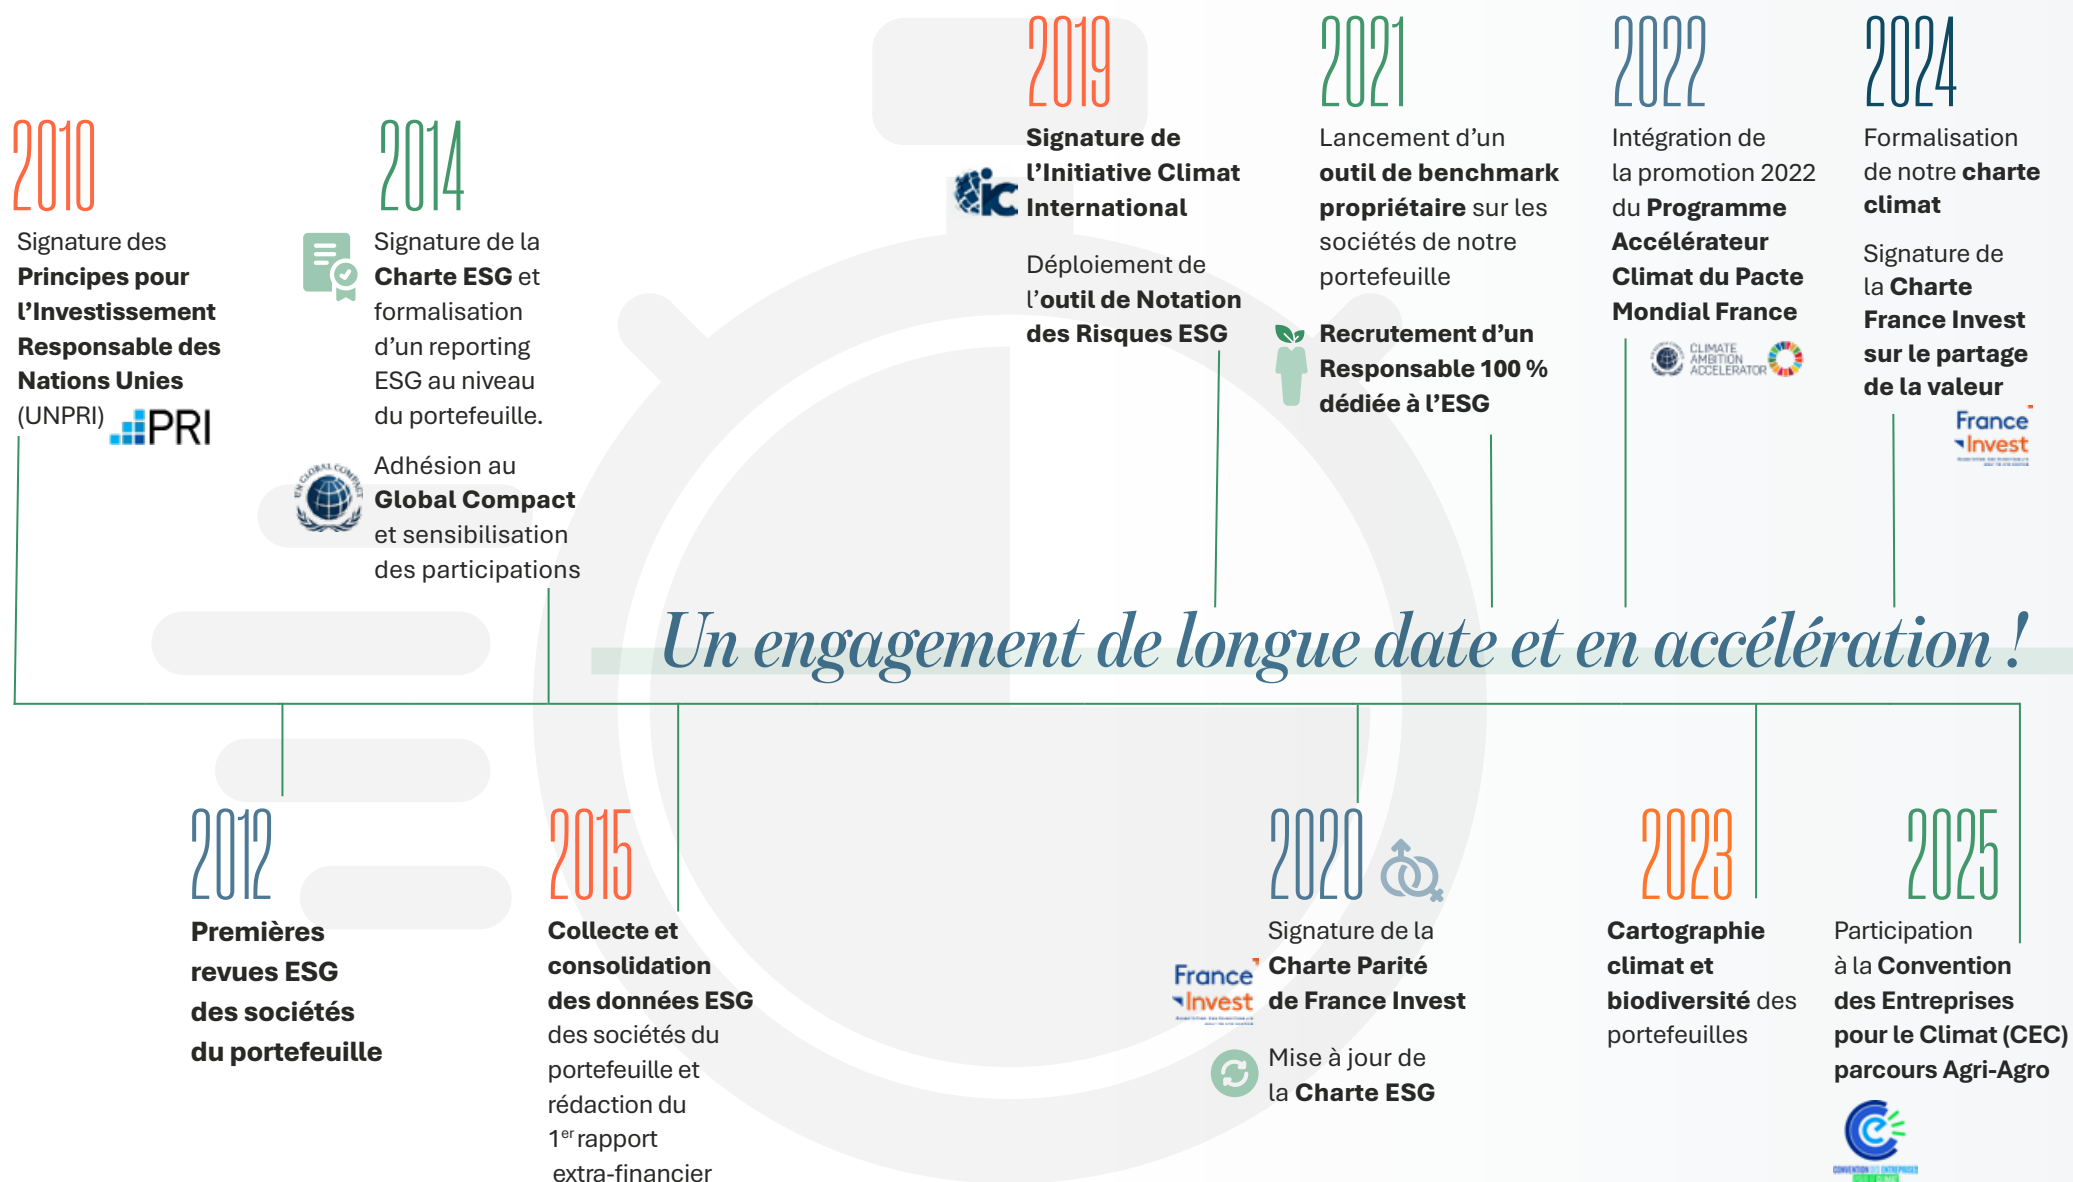 2010
Signature des
Principes pour
l’Investissement
Responsable des
Nations Unies
(UNPRI)
PRI
2014
Signature de la
Charte ESG et
formalisation
d’un reporting
ESG au niveau
du portefeuille.
UN GLOBAL COMPACT
Adhésion au
Global Compact
et sensibilisation
des participations
2019
Signature de
l’Initiative Climat
International
iC
Déploiement de
l’outil de Notation
des Risques ESG
2021
Lancement d’un
outil de benchmark
propriétaire sur les
sociétés de notre
portefeuille
Recrutement d’un
Responsable 100 %
dédiée à l’ESG
2022
Intégration de
la promotion 2022
du Programme
Accélérateur
Climat du Pacte
Mondial France
CLIMATE
AMBITION
ACCELERATOR
2024
Formalisation
de notre charte
climat
Signature de
la Charte
France Invest
sur le partage
de la valeur
France
Invest
Un engagement de longue date et en accélération !
2012
Premières
revues ESG
des sociétés
du portefeuille
2015
Collecte et
consolidation
des données ESG
des sociétés du
portefeuille et
rédaction du
1er rapport
extra-financier
2020
Signature de la
Charte Parité
de France Invest
France
Invest
Mise à jour de
la Charte ESG
2023
Cartographie
climat et
biodiversité des
portefeuilles
2025
Participation
à la Convention
des Entreprises
pour le Climat (CEC)
parcours Agri-Agro
CONVENTION DES ENTREPRISES